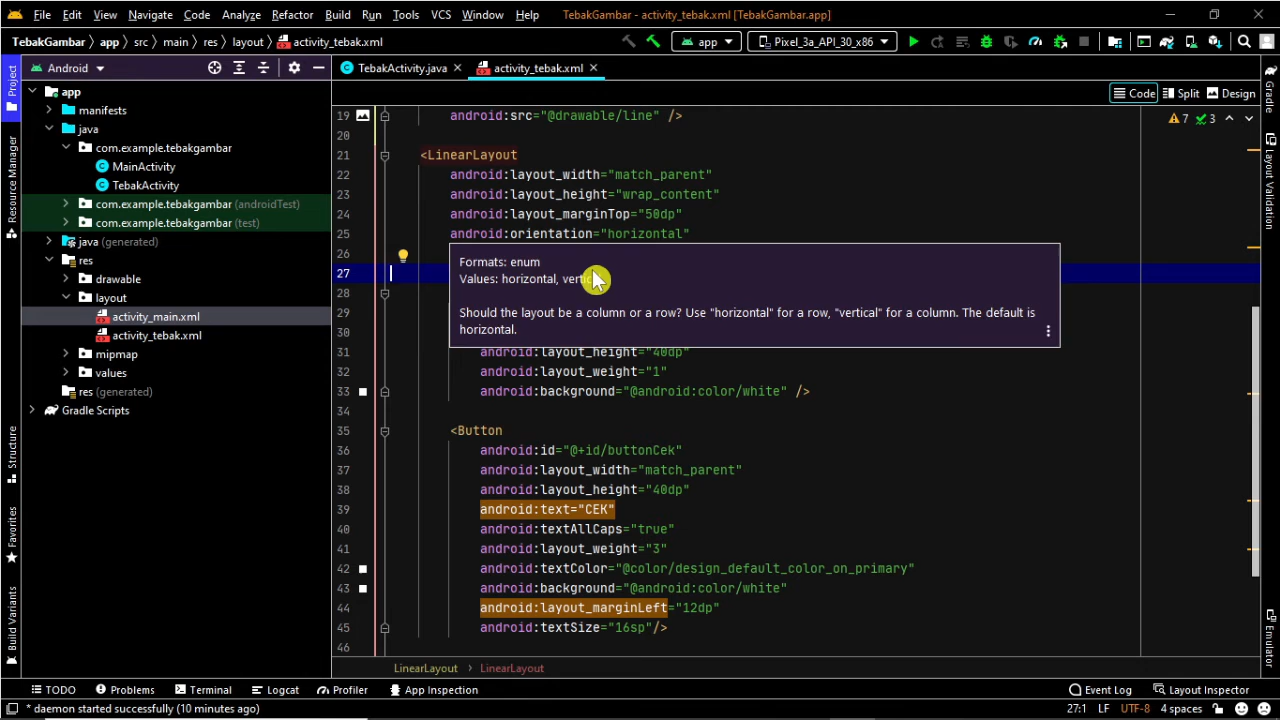 File Edit View Navigate Code Analyze Refactor Build Run Tools VCS Window Help TebakGambar - activity_tebak.xml [TebakGambar.app]
TebakGambar app src main res layout activity_tebak.xml app Pixel_3a_API_30_x86
Project
Resource Manager
Structure
Favorites
Build Variants
Android
app
manifests
java
com.example.tebakgambar
MainActivity
TebakActivity
com.example.tebakgambar (androidTest)
com.example.tebakgambar (test)
java (generated)
res
drawable
layout
activity_main.xml
activity_tebak.xml
mipmap
values
res (generated)
Gradle Scripts
TebakActivity.java activity_tebak.xml
Code Split Design
7 3
19 android:src="@drawable/line" />
20
21 <LinearLayout
22 android:layout_width="match_parent"
23 android:layout_height="wrap_content"
24 android:layout_marginTop="50dp"
25 android:orientation="horizontal"
26
27
28
29
30
Formats: enum
Values: horizontal,
Should the layout be a column or a row? Use "horizontal" for a row, "vertical" for a column. The default is
horizontal.
31 android:layout_height="40dp"
32 android:layout_weight="1"
33 android:background="@android:color/white" />
34
35 <Button
36 android:id="@+id/buttonCek"
37 android:layout_width="match_parent"
38 android:layout_height="40dp"
39 android:text="CEK"
40 android:textAllCaps="true"
41 android:layout_weight="3"
42 android:textColor="@color/design_default_color_on_primary"
43 android:background="@android:color/white"
44 android:layout_marginLeft="12dp"
45 android:textSize="16sp"/>
46
LinearLayout LinearLayout
Gradle
Device File Explorer
Emulator
TODO Problems Terminal Logcat Profiler App Inspection Event Log Layout Inspector
* daemon started successfully (10 minutes ago) 27:1 LF UTF-8 4 spaces